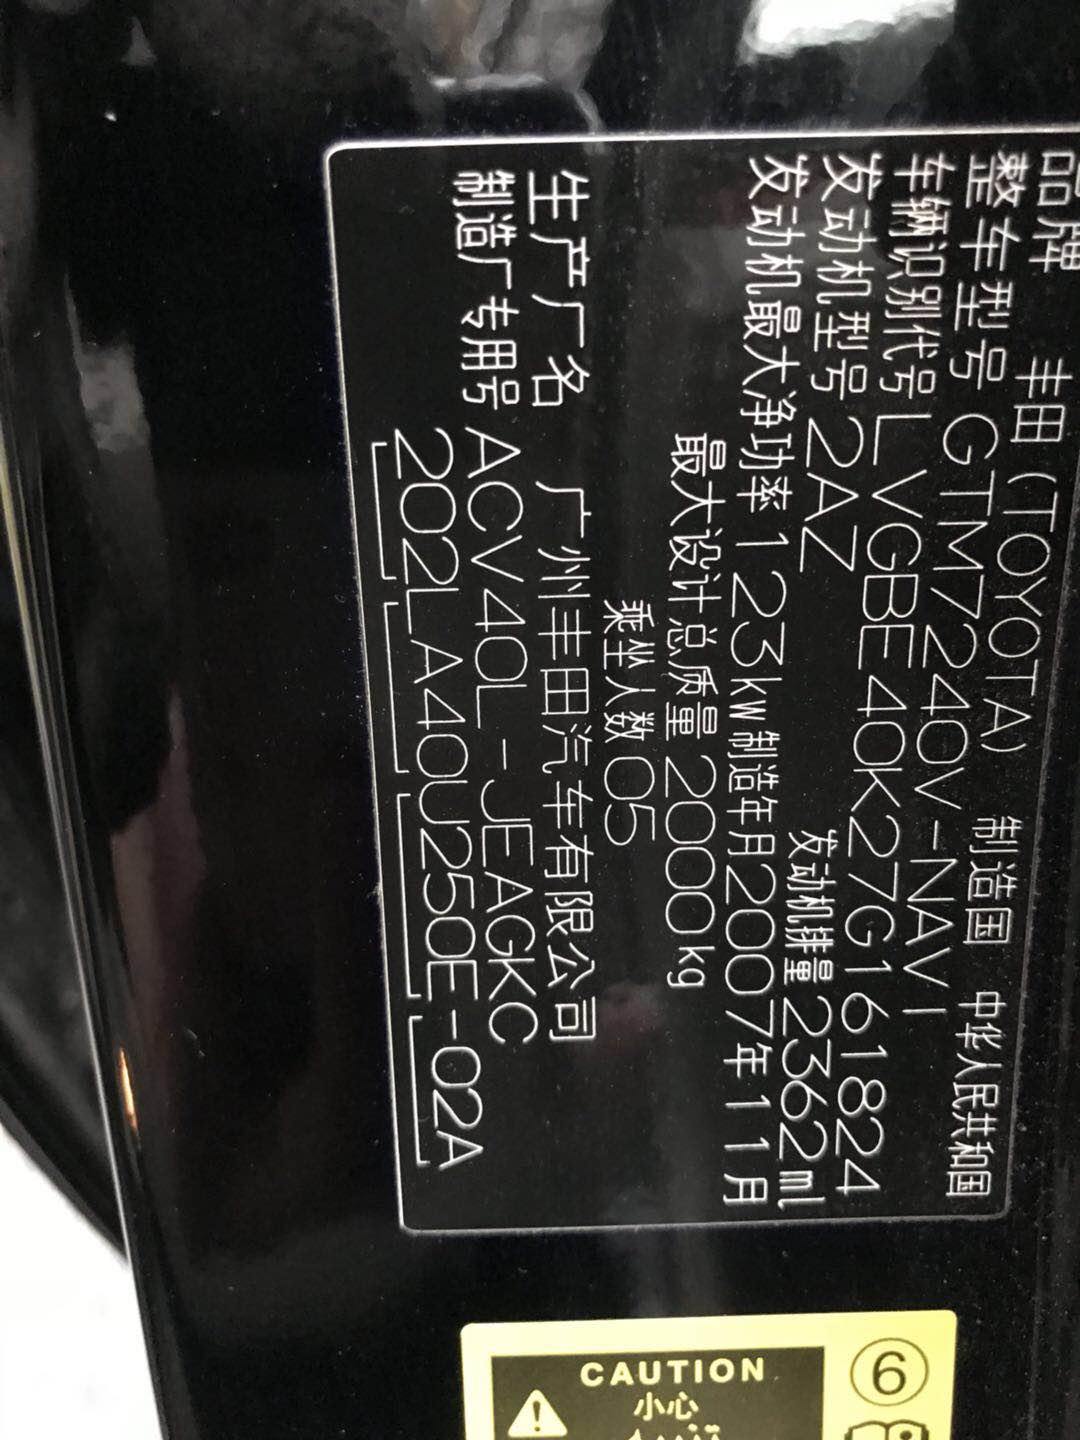 品牌 丰田(TOYOTA) 制造国 中华人民共和国
整车型号 GTM7240V-NAVI
车辆识别代号 LVGBE40K27G161824
发动机型号 2AZ 发动机排量 2362ml
发动机最大净功率 123kW 制造年月 2007年11月
最大设计总质量 2000kg
乘坐人数 05
生产厂名 广州丰田汽车有限公司
制造厂专用号 ACV40L-JEAGKC
202LA40U250E-02A
CAUTION
小心
6